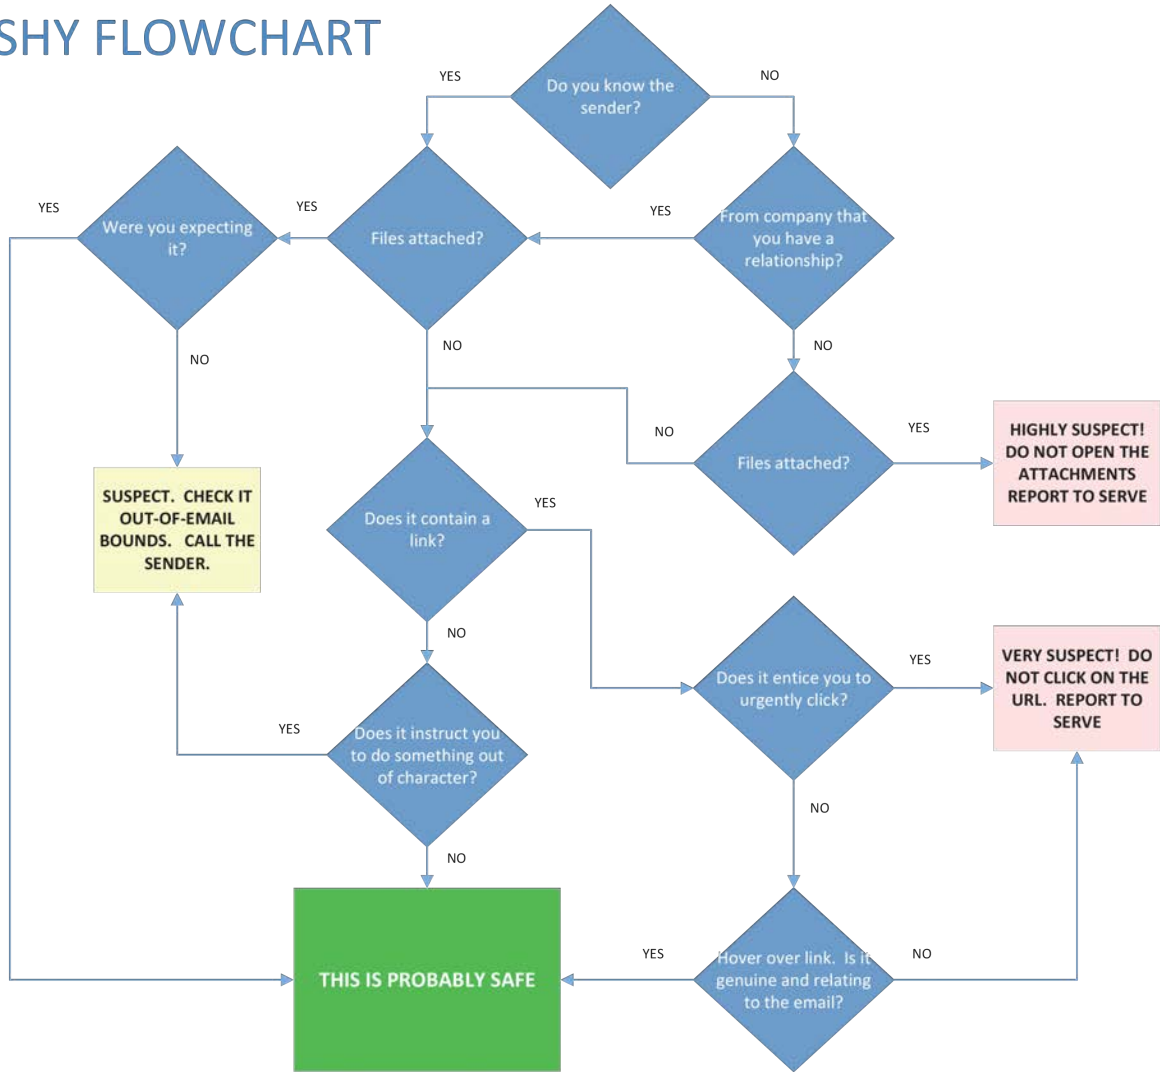 SHY FLOWCHART
YES
NO
Do you know the
sender?
YES
YES
YES
Were you expecting
it?
Files attached?
From company that
you have a
relationship?
NO
NO
NO
NO
YES
Files attached?
HIGHLY SUSPECT!
DO NOT OPEN THE
ATTACHMENTS
REPORT TO SERVE
SUSPECT.  CHECK IT
OUT-OF-EMAIL
BOUNDS.   CALL THE
SENDER.
YES
Does it contain a
link?
NO
YES
Does it entice you to
urgently click?
VERY SUSPECT!  DO
NOT CLICK ON THE
URL.  REPORT TO
SERVE
YES
Does it instruct you
to do something out
of character?
NO
NO
THIS IS PROBABLY SAFE
YES
Hover over link.  Is it
genuine and relating
to the email?
NO